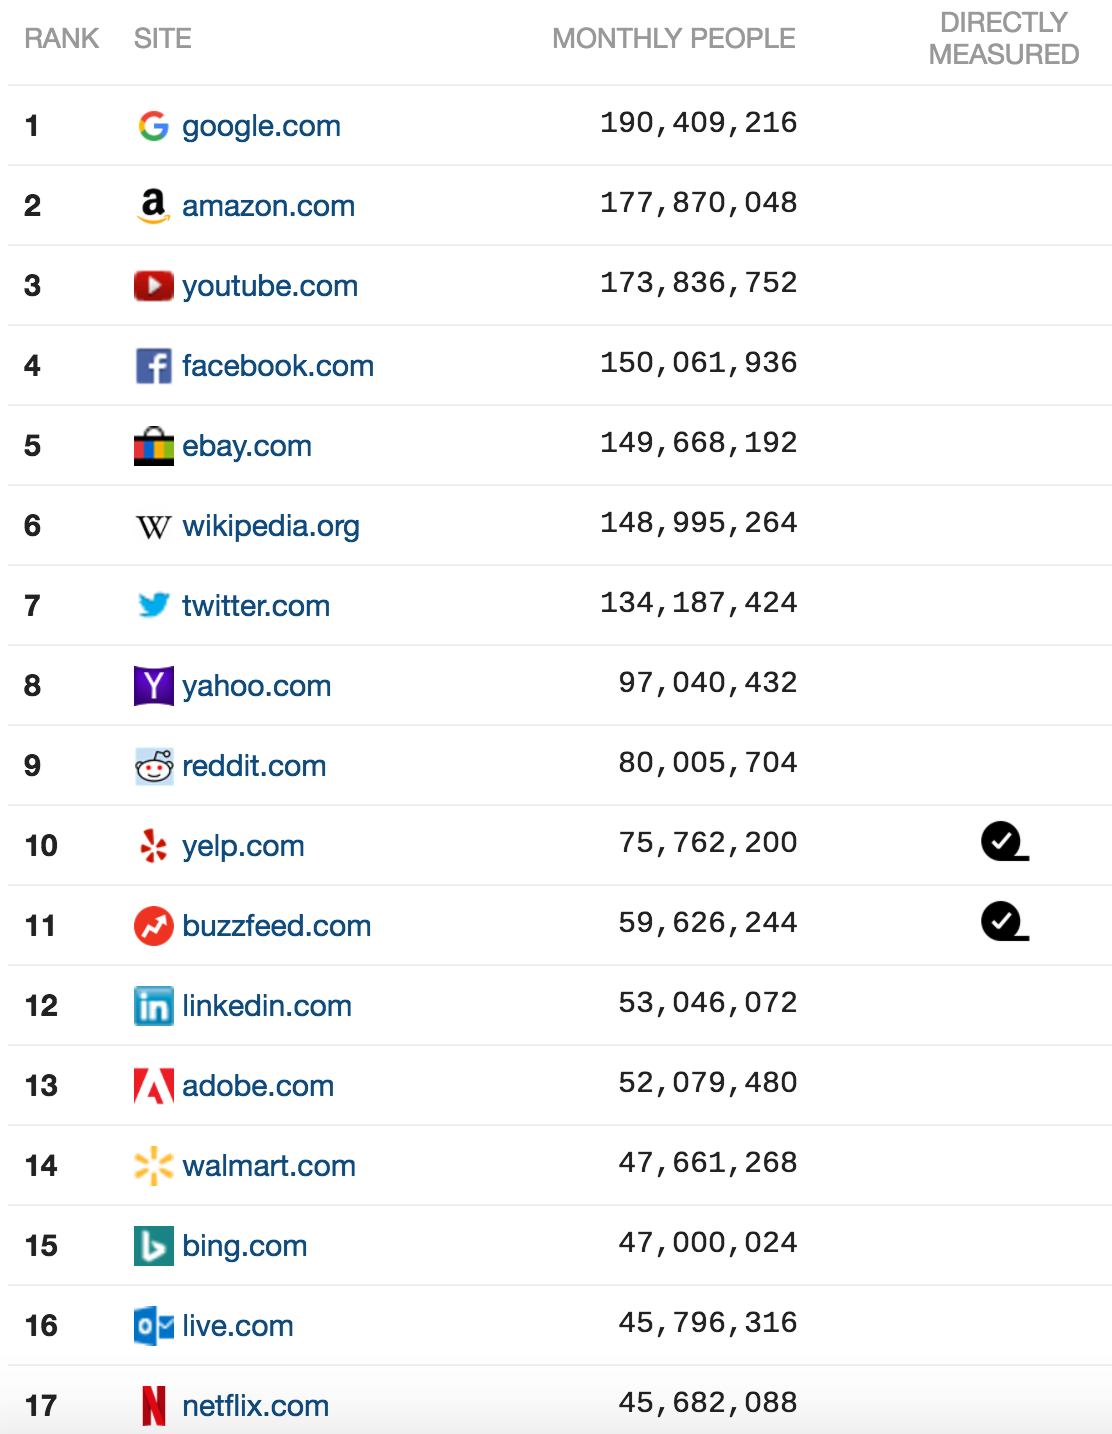 RANK SITE MONTHLY PEOPLE DIRECTLY MEASURED
1 google.com 190,409,216
2 amazon.com 177,870,048
3 youtube.com 173,836,752
4 facebook.com 150,061,936
5 ebay.com 149,668,192
6 wikipedia.org 148,995,264
7 twitter.com 134,187,424
8 yahoo.com 97,040,432
9 reddit.com 80,005,704
10 yelp.com 75,762,200
11 buzzfeed.com 59,626,244
12 linkedin.com 53,046,072
13 adobe.com 52,079,480
14 walmart.com 47,661,268
15 bing.com 47,000,024
16 live.com 45,796,316
17 netflix.com 45,682,088